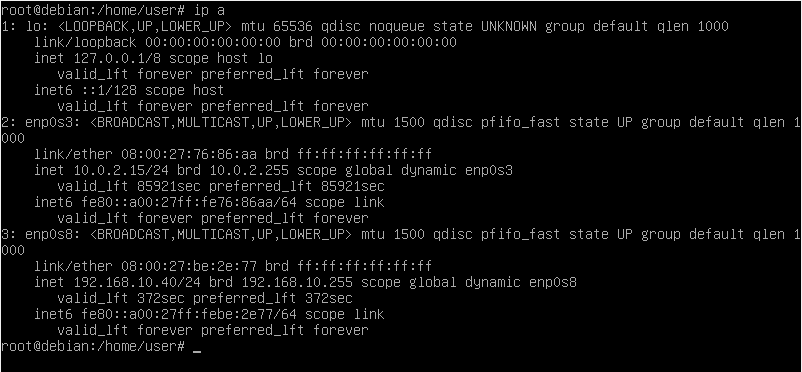 root@debian:/home/user# ip a
1: lo: <LOOPBACK,UP,LOWER_UP> mtu 65536 qdisc noqueue state UNKNOWN group default qlen 1000
    link/loopback 00:00:00:00:00:00 brd 00:00:00:00:00:00
    inet 127.0.0.1/8 scope host lo
       valid_lft forever preferred_lft forever
    inet6 ::1/128 scope host
       valid_lft forever preferred_lft forever
2: enp0s3: <BROADCAST,MULTICAST,UP,LOWER_UP> mtu 1500 qdisc pfifo_fast state UP group default qlen 1
000
    link/ether 08:00:27:76:86:aa brd ff:ff:ff:ff:ff:ff
    inet 10.0.2.15/24 brd 10.0.2.255 scope global dynamic enp0s3
       valid_lft 85921sec preferred_lft 85921sec
    inet6 fe80::a00:27ff:fe76:86aa/64 scope link
       valid_lft forever preferred_lft forever
3: enp0s8: <BROADCAST,MULTICAST,UP,LOWER_UP> mtu 1500 qdisc pfifo_fast state UP group default qlen 1
000
    link/ether 08:00:27:be:2e:77 brd ff:ff:ff:ff:ff:ff
    inet 192.168.10.40/24 brd 192.168.10.255 scope global dynamic enp0s8
       valid_lft 372sec preferred_lft 372sec
    inet6 fe80::a00:27ff:febe:2e77/64 scope link
       valid_lft forever preferred_lft forever
root@debian:/home/user# _